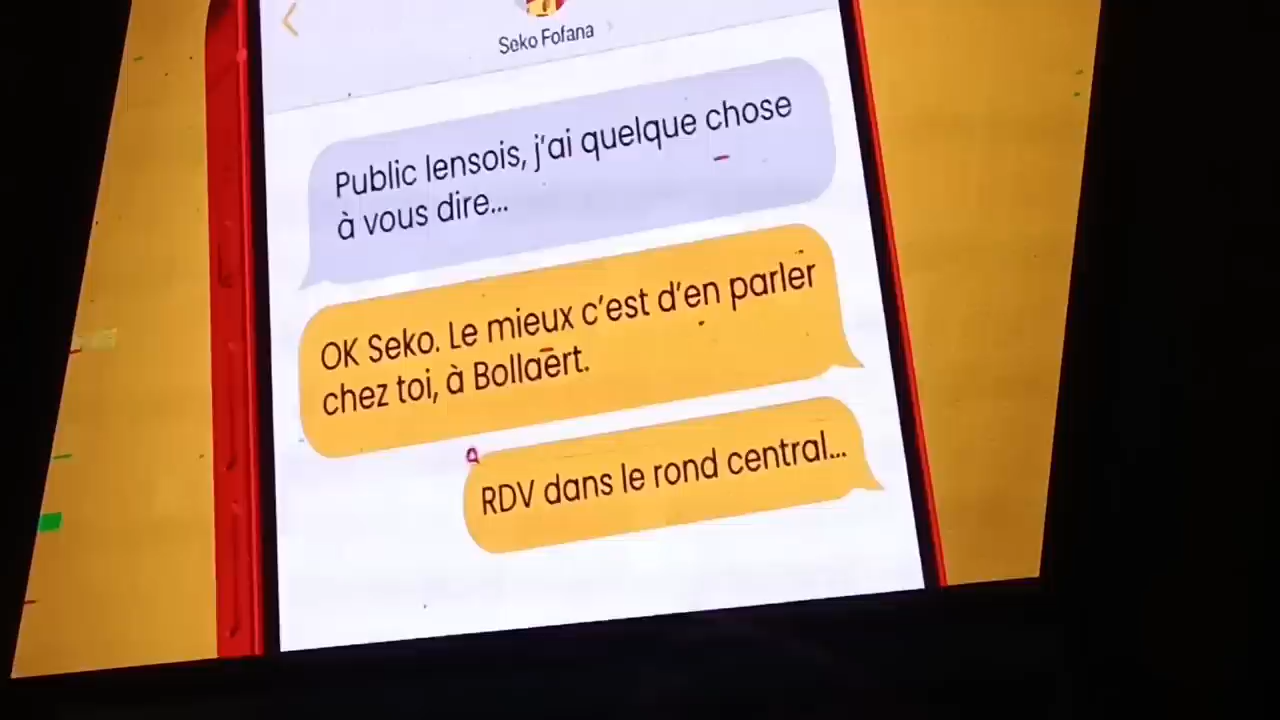 Seko Fofana
Public lensois, j'ai quelque chose
à vous dire...
OK Seko. Le mieux c'est d'en parler
chez toi, à Bollaert.
RDV dans le rond central...